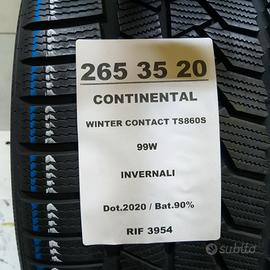 265 35 20
CONTINENTAL
WINTER CONTACT TS860S
99W
INVERNALI
Dot.2020 / Bat.90%
RIF 3954
subito